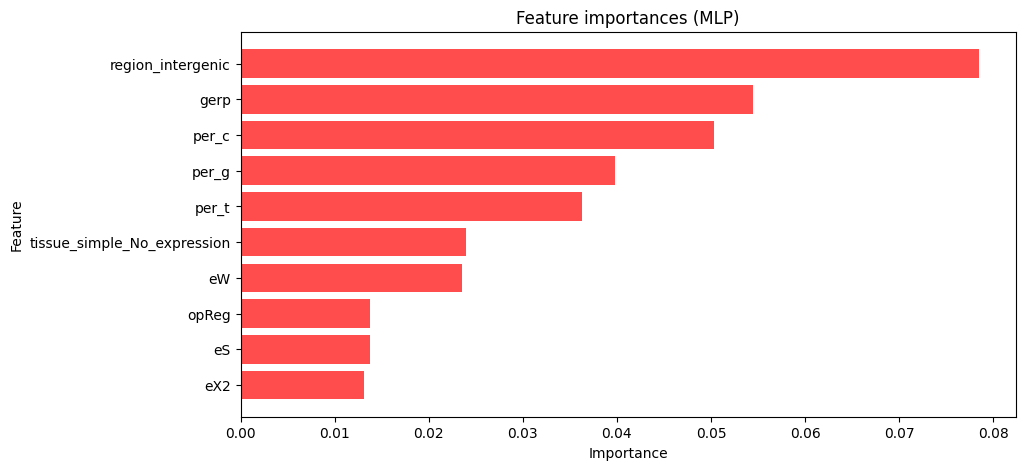 Feature importances (MLP)
region_intergenic
gerp
per_c
per_g
per_t
tissue_simple_No_expression
eW
opReg
eS
eX2
Feature
0.00 0.01 0.02 0.03 0.04 0.05 0.06 0.07 0.08
Importance